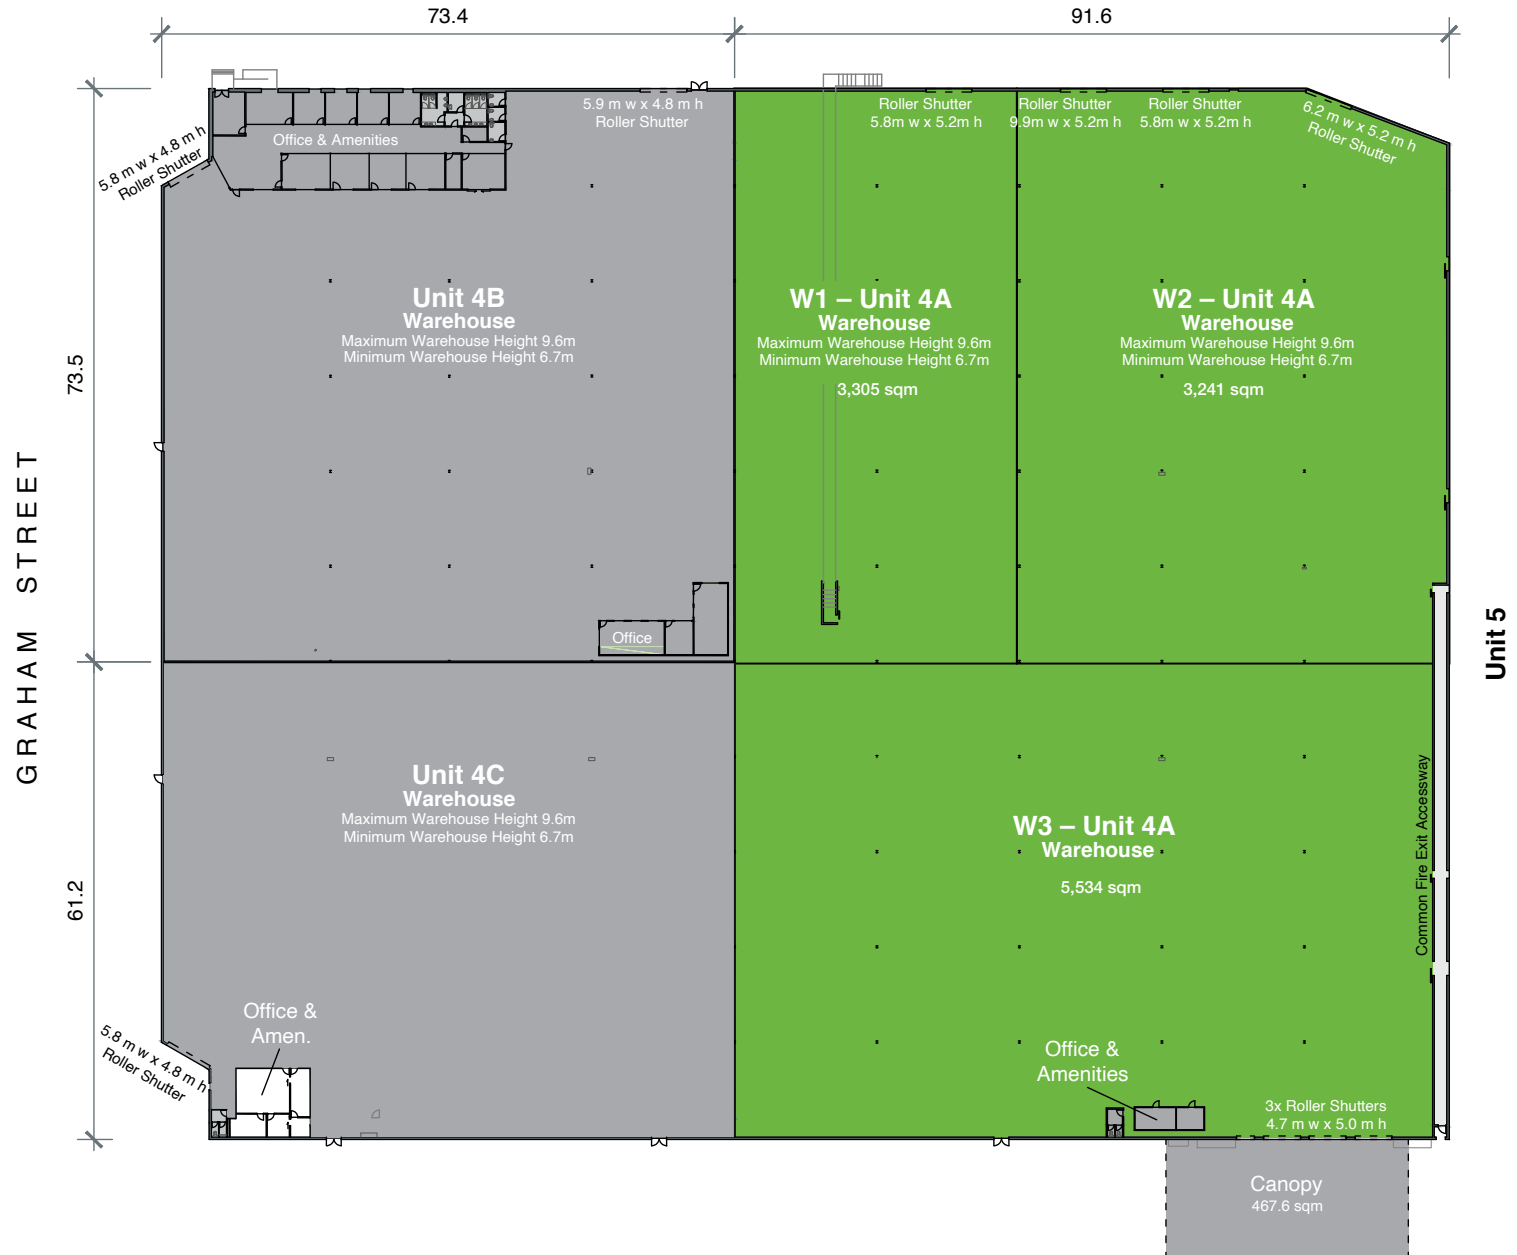 73.4
91.6
5.9 m w x 4.8 m h
Roller Shutter
Roller Shutter
5.8m w x 5.2m h
Roller Shutter
9.9m w x 5.2m h
Roller Shutter
5.8m w x 5.2m h
6.2 m w x 5.2 m h
Roller Shutter
Office & Amenities
5.8 m w x 4.8 m h
Roller Shutter
Unit 4B
Warehouse
Maximum Warehouse Height 9.6m
Minimum Warehouse Height 6.7m
W1 – Unit 4A
Warehouse
Maximum Warehouse Height 9.6m
Minimum Warehouse Height 6.7m
3,305 sqm
W2 – Unit 4A
Warehouse
Maximum Warehouse Height 9.6m
Minimum Warehouse Height 6.7m
3,241 sqm
73.5
GRAHAM STREET
Office
Unit 5
Unit 4C
Warehouse
Maximum Warehouse Height 9.6m
Minimum Warehouse Height 6.7m
W3 – Unit 4A
Warehouse
5,534 sqm
Common Fire Exit Accessway
61.2
Office &
Amen.
5.8 m w x 4.8 m h
Roller Shutter
Office &
Amenities
3x Roller Shutters
4.7 m w x 5.0 m h
Canopy
467.6 sqm